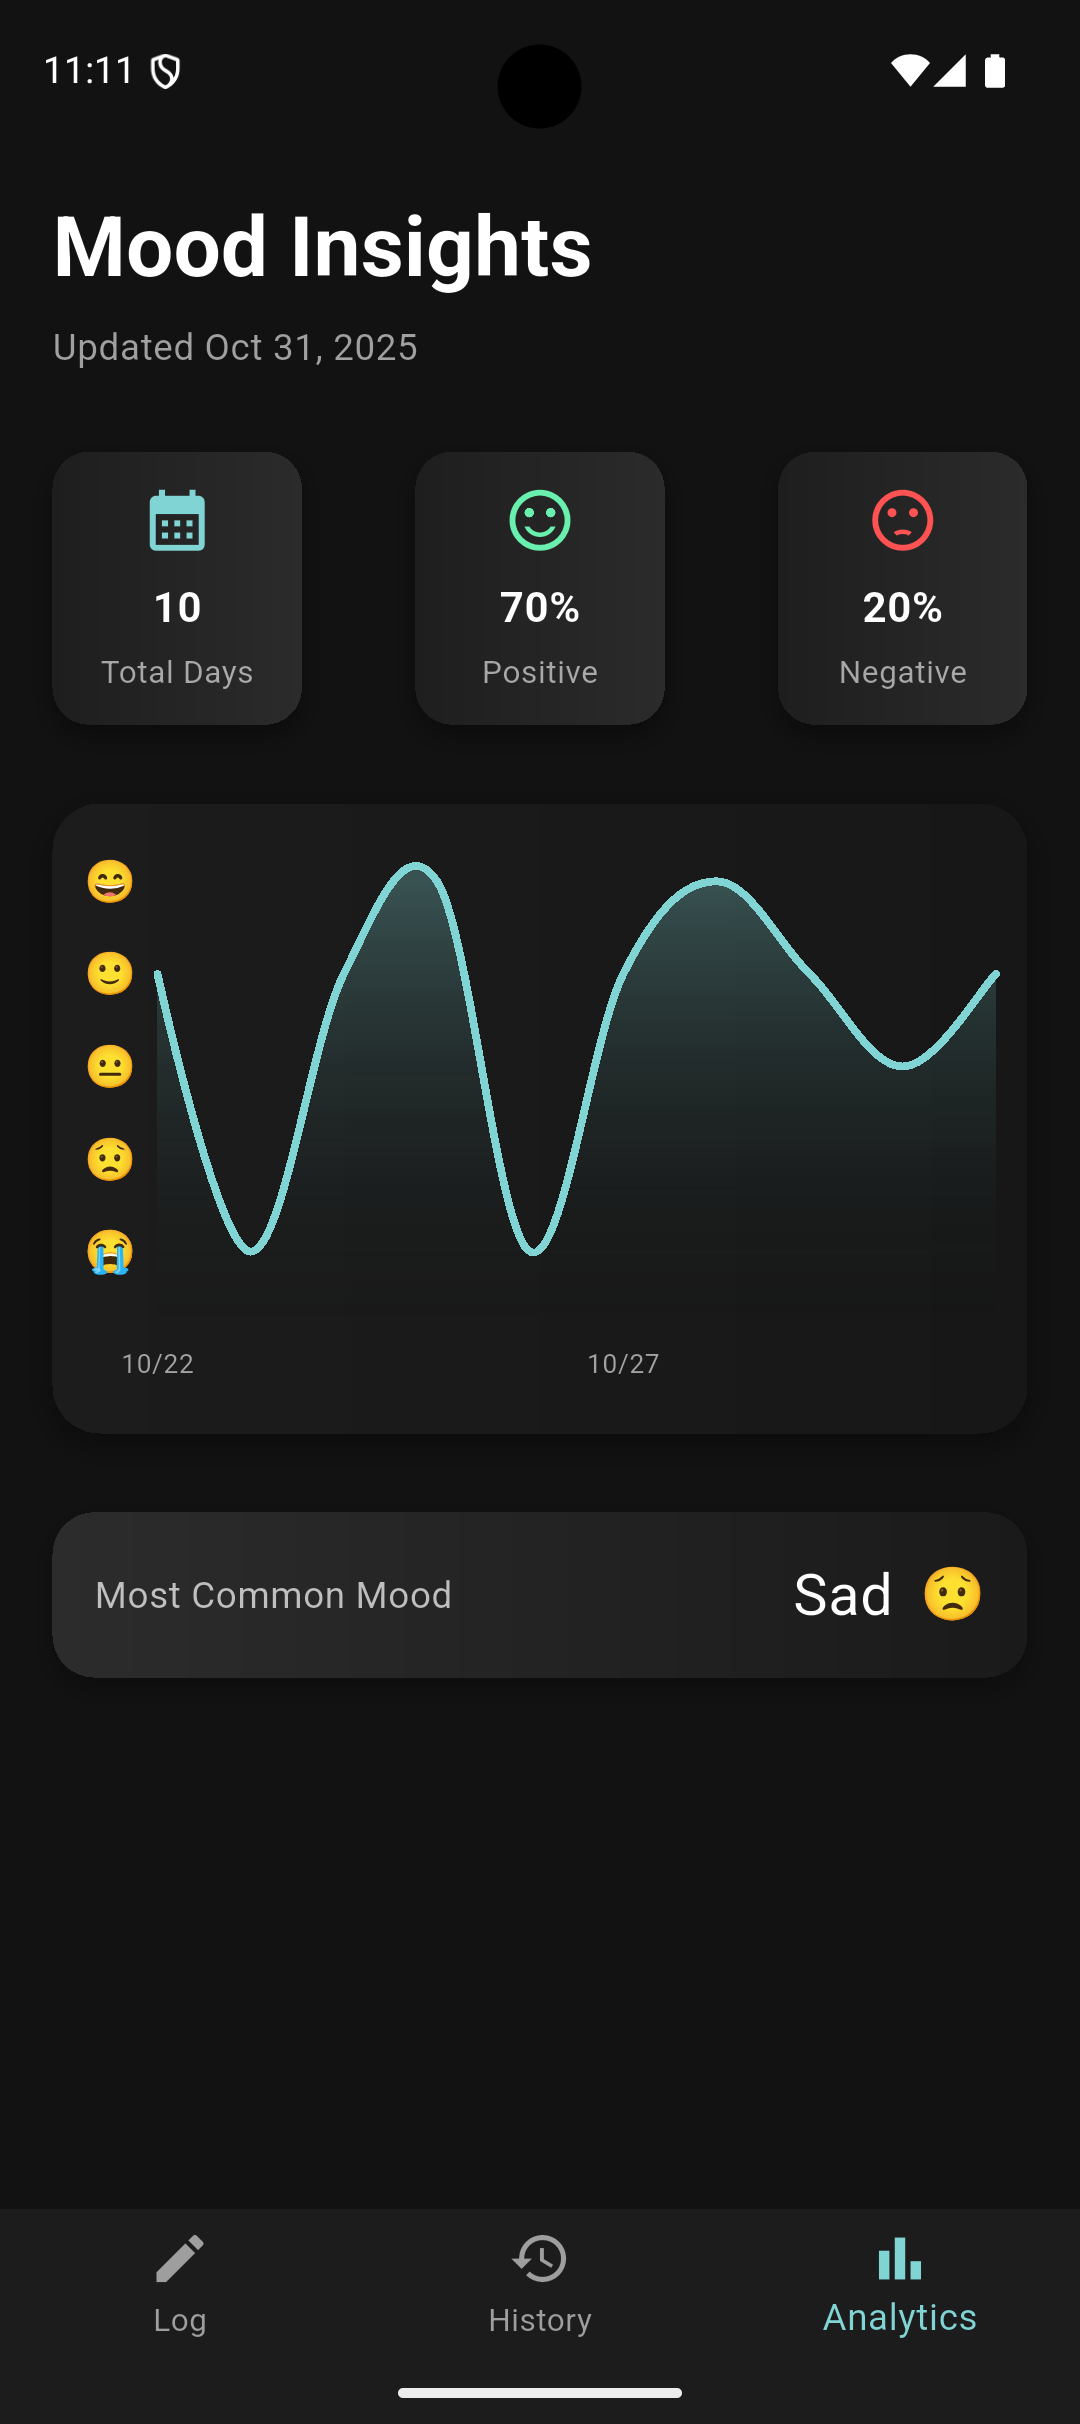 11:11
Mood Insights
Updated Oct 31, 2025
10
Total Days
70%
Positive
20%
Negative
10/22
10/27
Most Common Mood
Sad
Log
History
Analytics